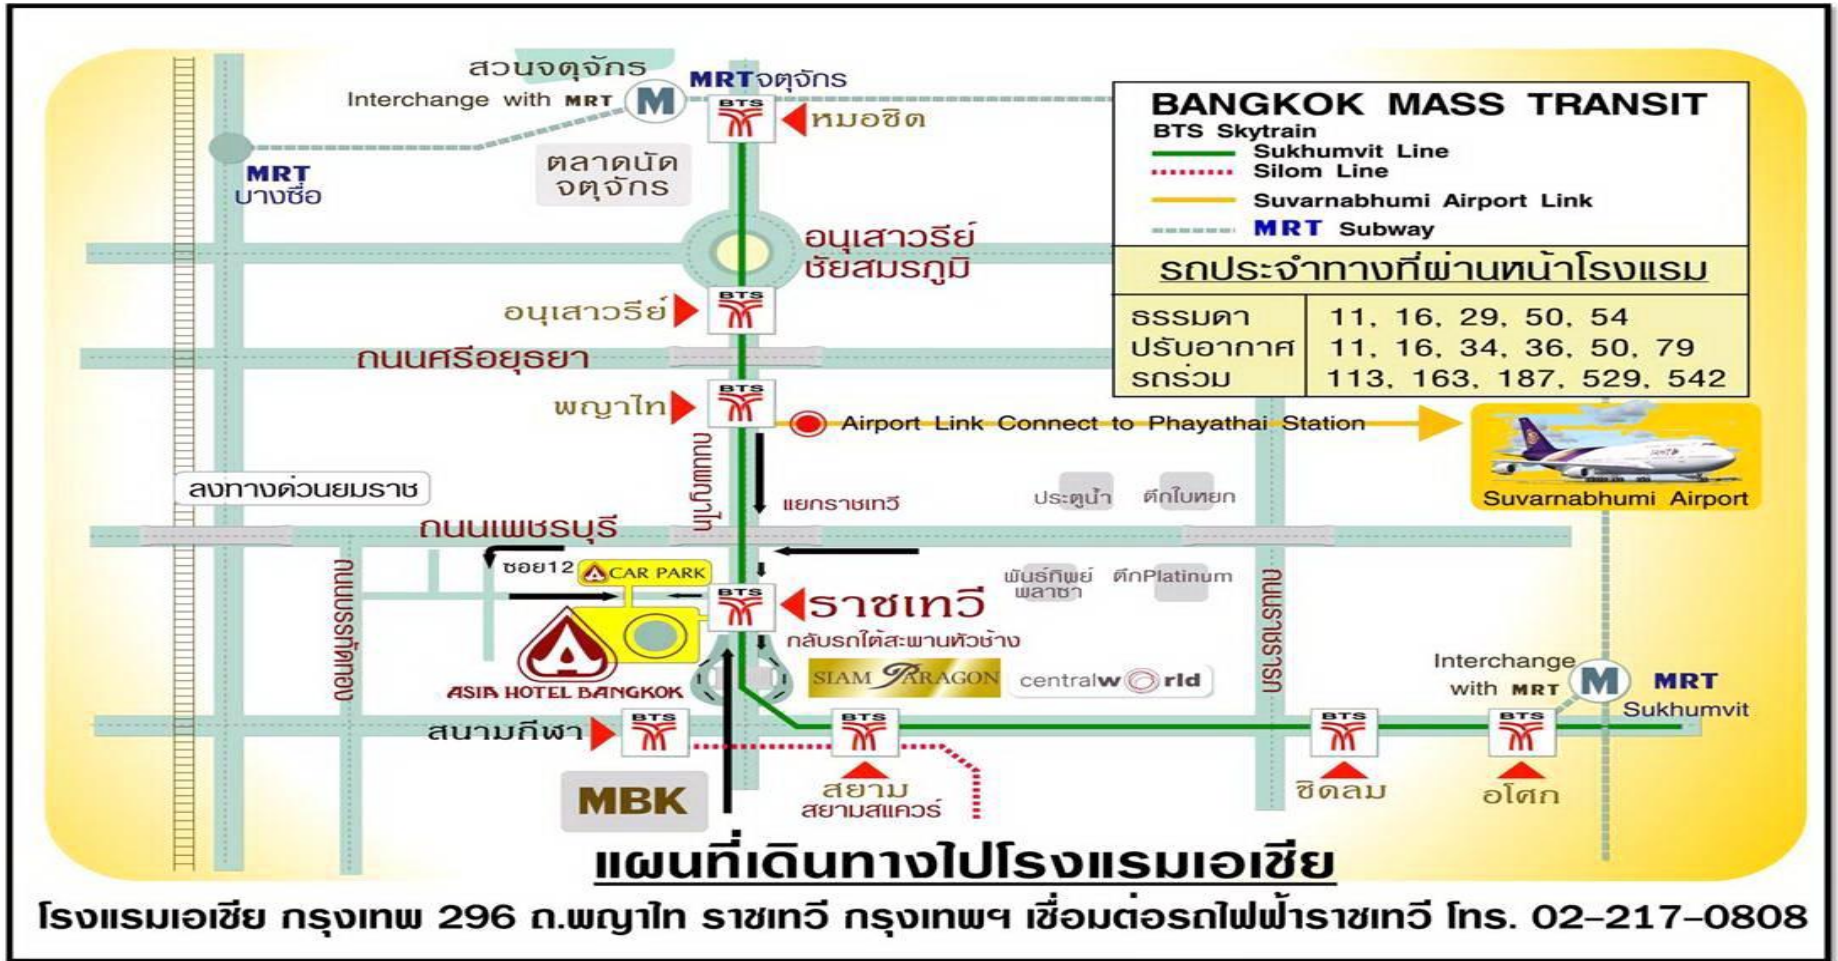 สวนจตุจักร
Interchange with MRT
M
MRTจตุจักร
BTS
หมอชิต
ตลาดนัด
จตุจักร
MRT
บางซื่อ
BANGKOK MASS TRANSIT
BTS Skytrain
Sukhumvit Line
Silom Line
Suvarnabhumi Airport Link
MRT Subway
รถประจำทางที่ผ่านหน้าโรงแรม
ธรรมดา 11, 16, 29, 50, 54
ปรับอากาศ 11, 16, 34, 36, 50, 79
รถร่วม 113, 163, 187, 529, 542
อนุเสาวรีย์
ชัยสมรภูมิ
อนุเสาวรีย์
BTS
ถนนศรีอยุธยา
พญาไท
BTS
Airport Link Connect to Phayathai Station
Suvarnabhumi Airport
ถนนพญาไท
ลงทางด่วนยมราช
แยกราชเทวี
ประตูน้ำ
ตึกใบหยก
ถนนเพชรบุรี
ซอย12
CAR PARK
BTS
ราชเทวี
กลับรถใต้สะพานหัวช้าง
พันธ์ทิพย์
พลาซา
ตึกPlatinum
ถนนบรรทัดทอง
ถนนราชปรารภ
ASIA HOTEL BANGKOK
SIAM PARAGON
centralworld
Interchange
with MRT
M
MRT
Sukhumvit
สนามกีฬา
BTS
BTS
BTS
BTS
MBK
สยาม
สยามสแควร์
ชิดลม
อโศก
แผนที่เดินทางไปโรงแรมเอเชีย
โรงแรมเอเชีย กรุงเทพ 296 ถ.พญาไท ราชเทวี กรุงเทพฯ เชื่อมต่อรถไฟฟ้าราชเทวี โทร. 02-217-0808